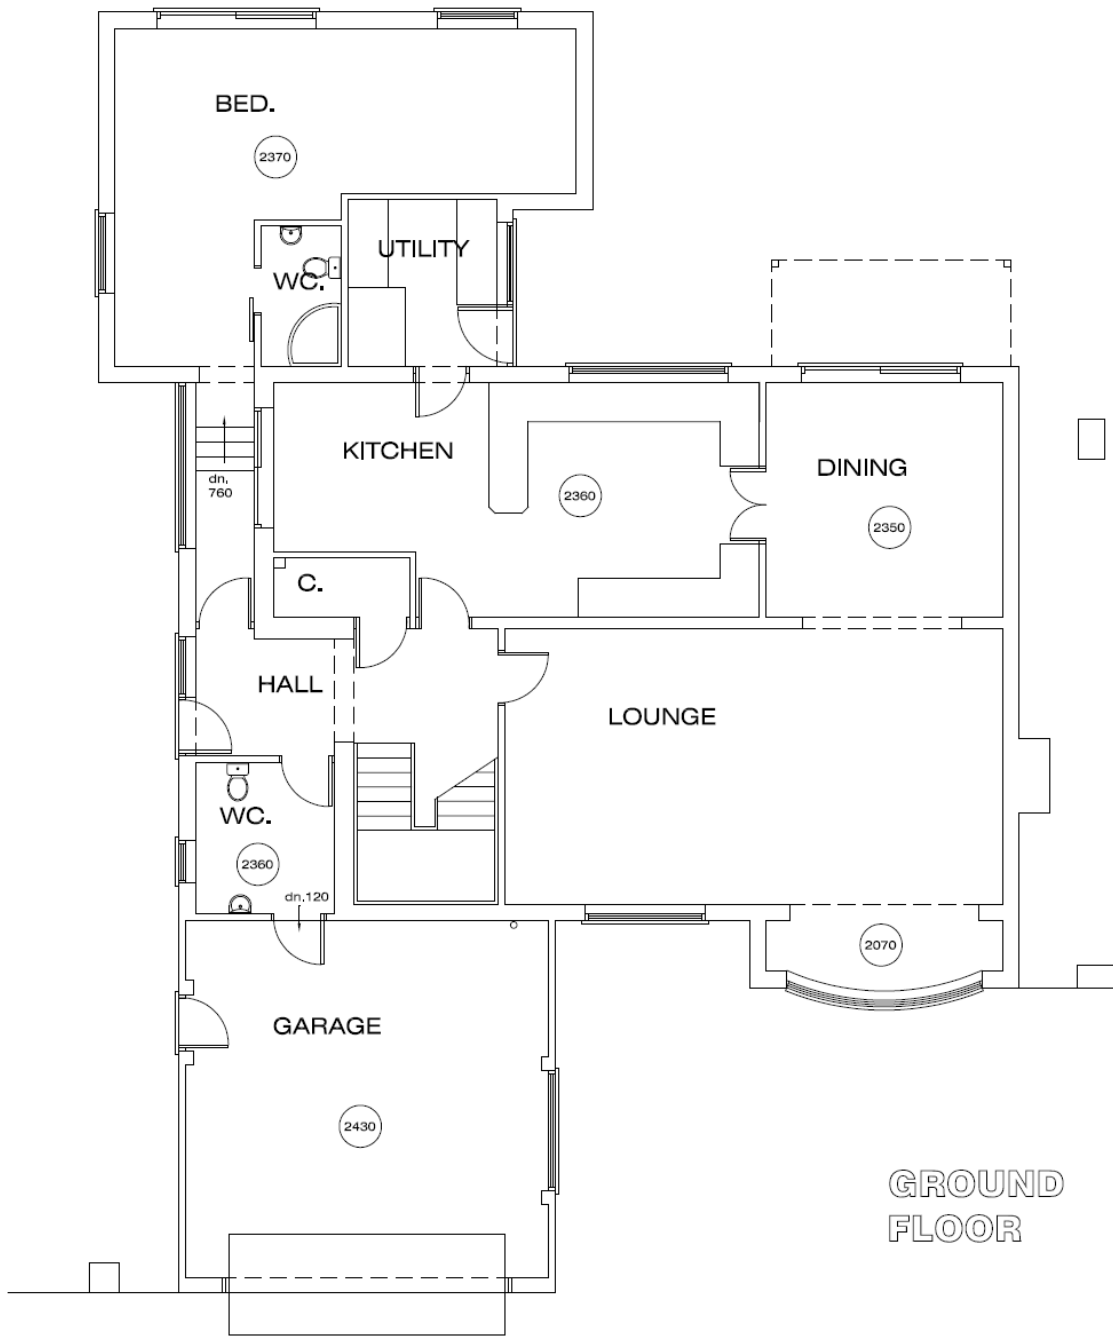 BED.
2370
UTILITY
WC.
KITCHEN
DINING
dn.
760
2360
2350
C.
HALL
LOUNGE
WC.
2360
dn.120
2070
GARAGE
2430
GROUND
FLOOR